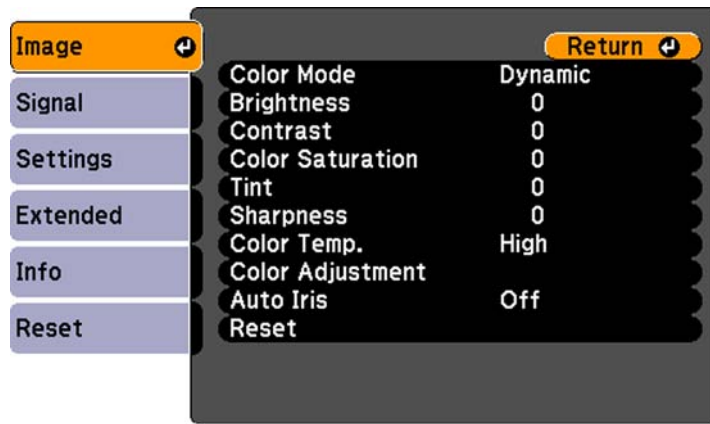 Image
Signal
Settings
Extended
Info
Reset
Return
Color Mode Dynamic
Brightness 0
Contrast 0
Color Saturation 0
Tint 0
Sharpness 0
Color Temp. High
Color Adjustment
Auto Iris Off
Reset